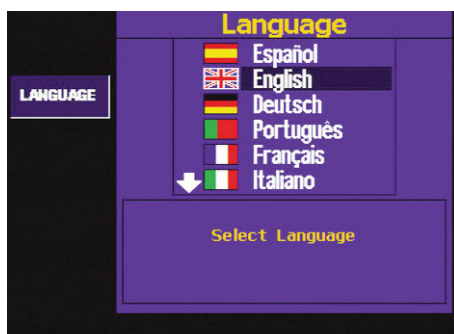 Language
LANGUAGE
Español
English
Deutsch
Português
Français
Italiano
Select Language